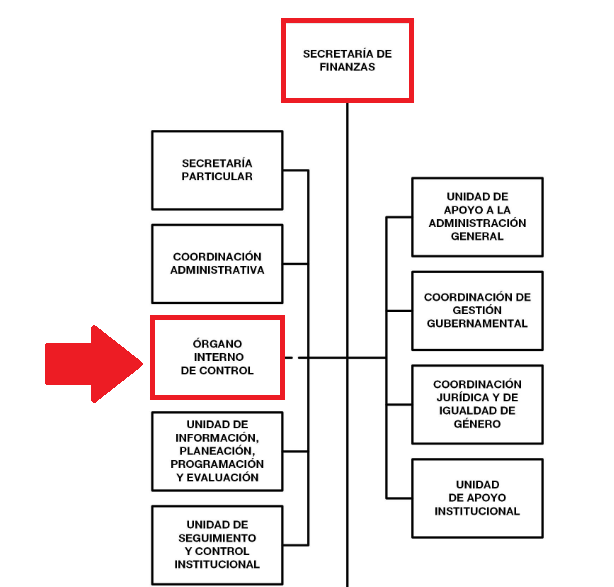 SECRETARÍA DE
FINANZAS
SECRETARÍA
PARTICULAR
COORDINACIÓN
ADMINISTRATIVA
ÓRGANO
INTERNO
DE CONTROL
UNIDAD DE
INFORMACIÓN,
PLANEACIÓN,
PROGRAMACIÓN
Y EVALUACIÓN
UNIDAD DE
SEGUIMIENTO
Y CONTROL
INSTITUCIONAL
UNIDAD DE
APOYO A LA
ADMINISTRACIÓN
GENERAL
COORDINACIÓN DE
GESTIÓN
GUBERNAMENTAL
COORDINACIÓN
JURÍDICA Y DE
IGUALDAD DE
GÉNERO
UNIDAD
DE APOYO
INSTITUCIONAL